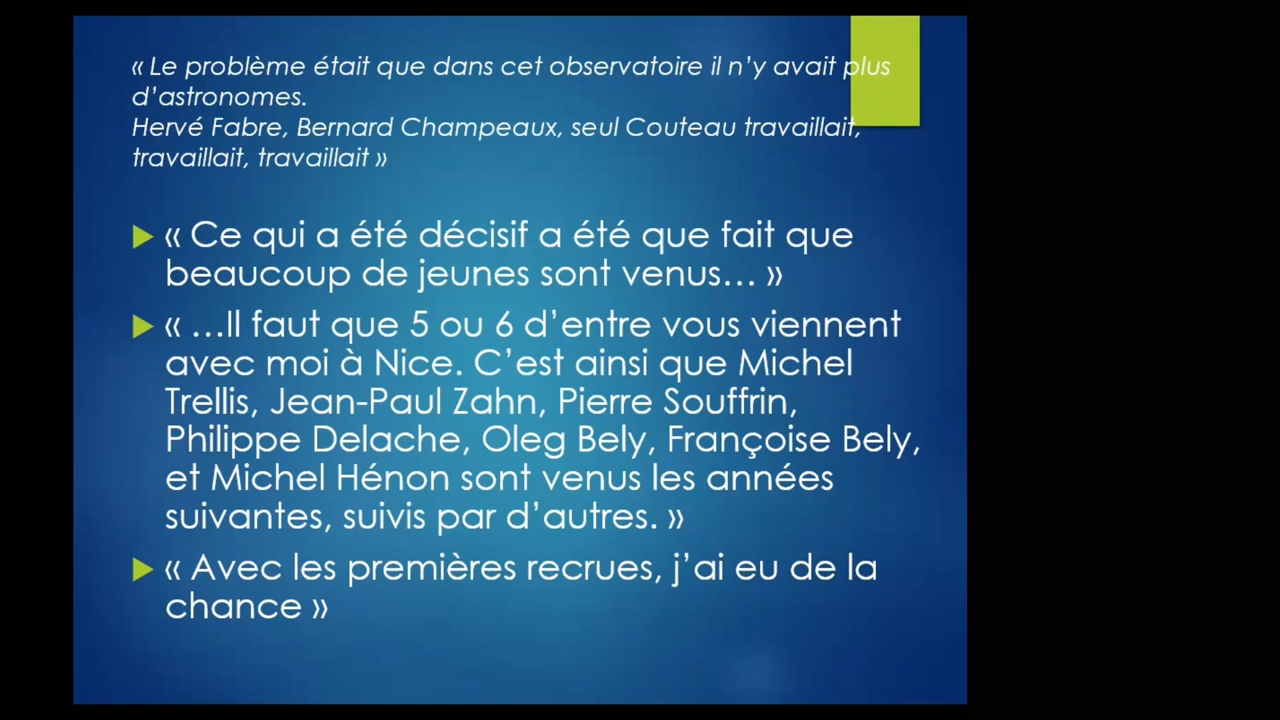 « Le problème était que dans cet observatoire il n’y avait plus
d’astronomes.
Hervé Fabre, Bernard Champeaux, seul Couteau travaillait,
travaillait, travaillait »
« Ce qui a été décisif a été que fait que
beaucoup de jeunes sont venus… »
« …Il faut que 5 ou 6 d’entre vous viennent
avec moi à Nice. C’est ainsi que Michel
Trellis, Jean-Paul Zahn, Pierre Souffrin,
Philippe Delache, Oleg Bely, Françoise Bely,
et Michel Hénon sont venus les années
suivantes, suivis par d’autres. »
« Avec les premières recrues, j’ai eu de la
chance »